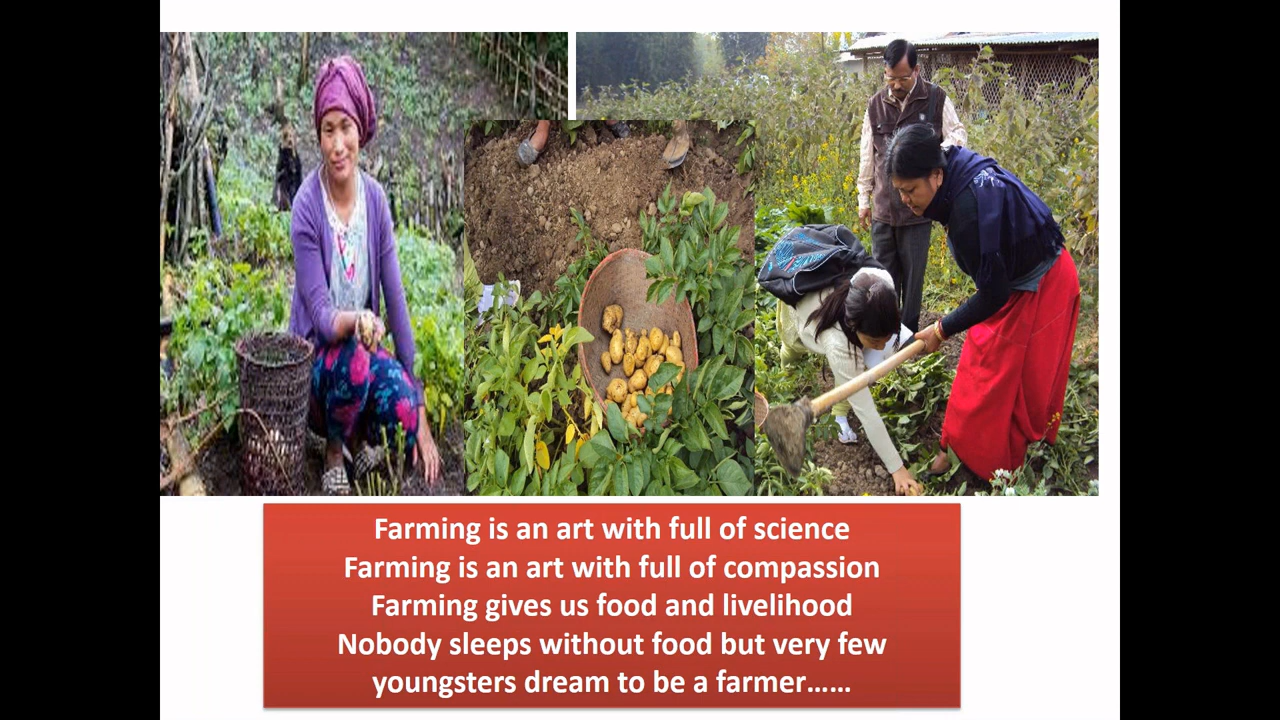 Farming is an art with full of science
Farming is an art with full of compassion
Farming gives us food and livelihood
Nobody sleeps without food but very few
youngsters dream to be a farmer......